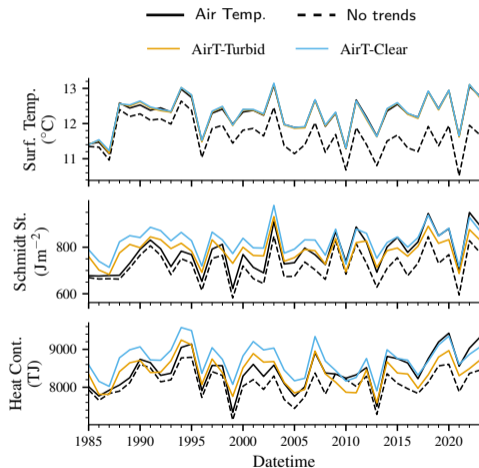 Air Temp. No trends
AirT-Turbid AirT-Clear
Surf. Temp.
(°C)
13
12
11
Schmidt St.
(Jm⁻²)
800
600
Heat Cont.
(TJ)
9000
8000
1985 1990 1995 2000 2005 2010 2015 2020
Datetime